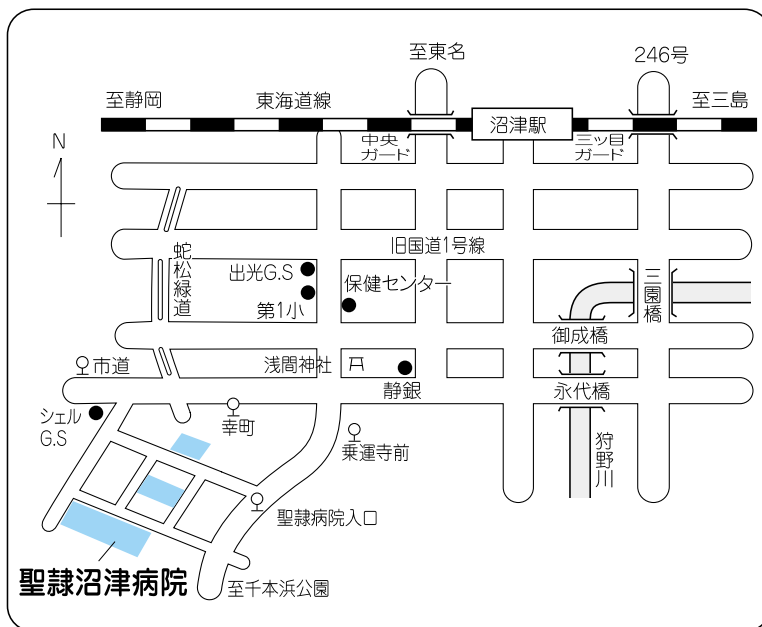 至東名
246号
至静岡
東海道線
沼津駅
至三島
N
中央
ガード
三ッ目
ガード
旧国道1号線
蛇松緑道
出光G.S
保健センター
第1小
三園橋
御成橋
浅間神社
市道
静銀
永代橋
シェル
G.S
幸町
乗運寺前
狩野川
聖隷病院入口
聖隷沼津病院
至千本浜公園